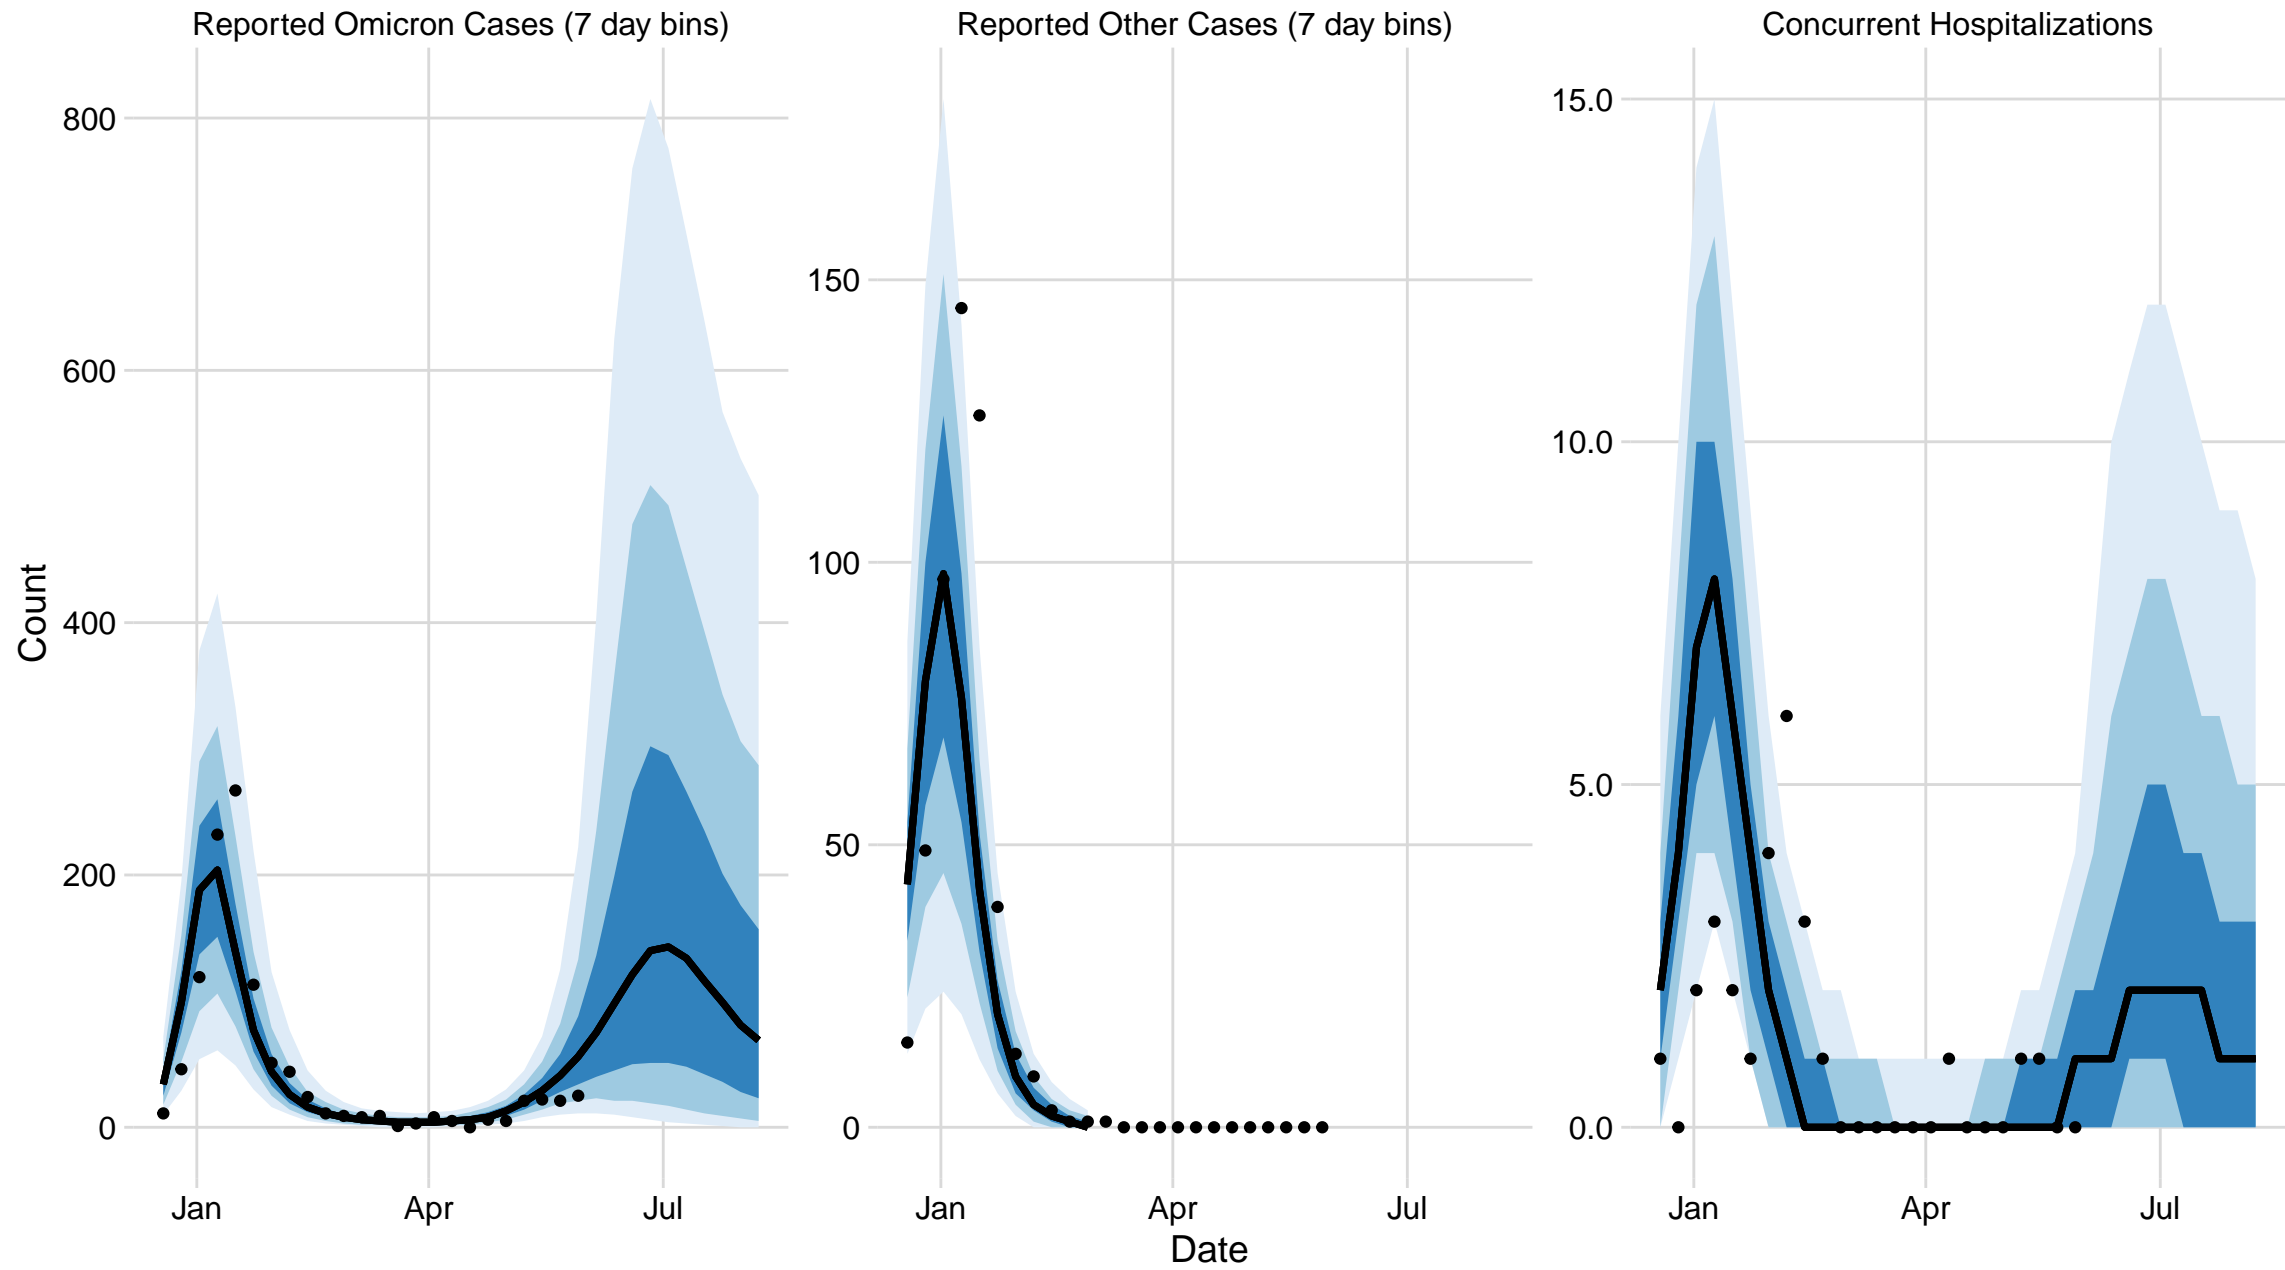 Reported Omicron Cases (7 day bins)
Reported Other Cases (7 day bins)
Concurrent Hospitalizations
Count
800
600
400
200
0
Jan
Apr
Jul
150
100
50
0
Jan
Apr
Jul
15.0
10.0
5.0
0.0
Jan
Apr
Jul
Date